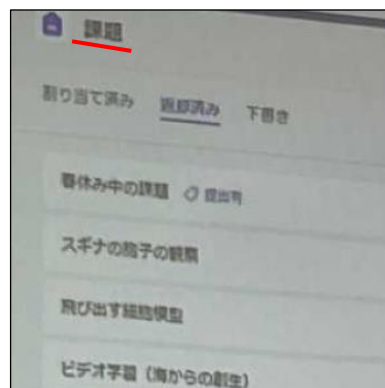 課題
割り当て済み 返却済み 下書き
春休み中の課題 提出有
スギナの胞子の観察
飛び出す細胞模型
ビデオ学習（海からの創生）